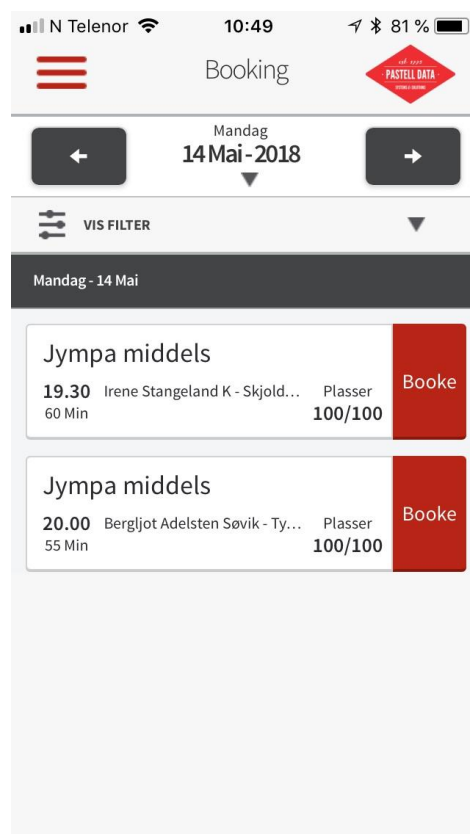 N Telenor 10:49 81 %
Booking
PASTELL DATA
Mandag
14 Mai - 2018
VIS FILTER
Mandag - 14 Mai
Jympa middels
19.30 Irene Stangeland K - Skjold... Plasser
60 Min 100/100
Booke
Jympa middels
20.00 Bergljot Adelsten Søvik - Ty... Plasser
55 Min 100/100
Booke